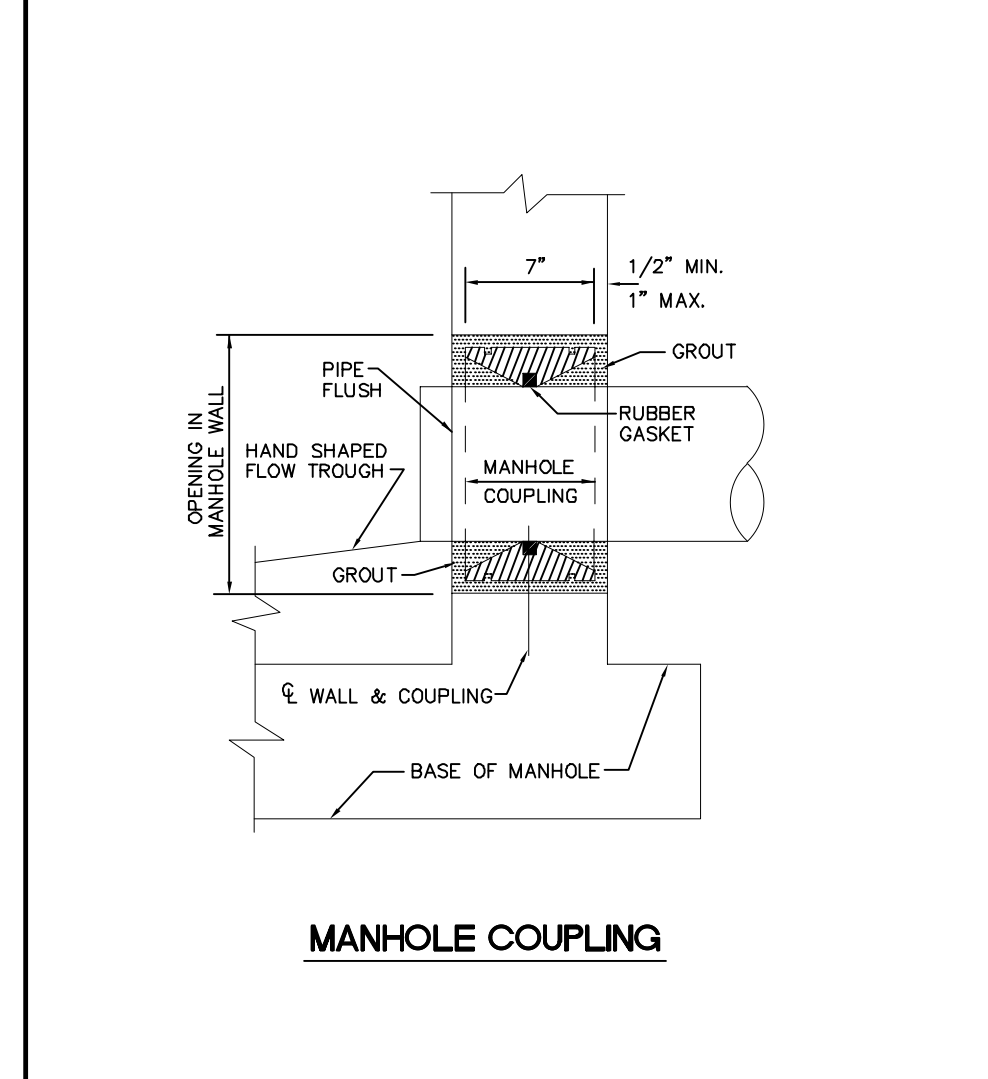 7"
1/2" MIN.
1" MAX.
GROUT
PIPE
FLUSH
RUBBER
GASKET
OPENING IN
MANHOLE WALL
HAND SHAPED
FLOW TROUGH
MANHOLE
COUPLING
GROUT
℄ WALL & COUPLING
BASE OF MANHOLE
MANHOLE COUPLING